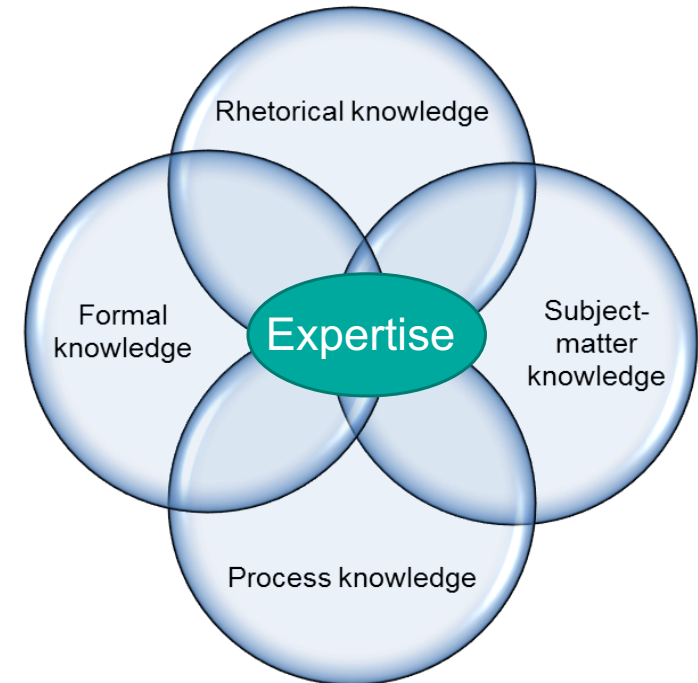 Rhetorical knowledge
Formal
knowledge
Expertise
Subject-
matter
knowledge
Process knowledge